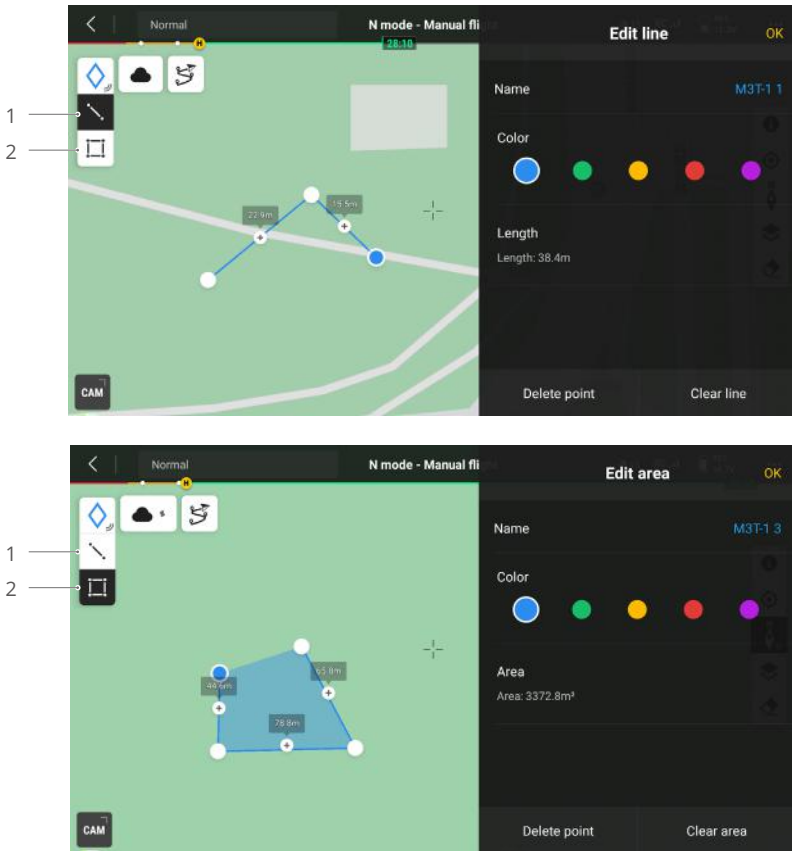 Normal
N mode - Manual fli
Edit line
OK
28:10
H
Name
M3T-1 1
Color
1
2
22.9m
15.5m
Length
Length: 38.4m
CAM
Delete point
Clear line
Normal
N mode - Manual fli
Edit area
OK
H
Name
M3T-1 3
Color
1
2
Area
Area: 3372.8m²
44.6m
65.8m
78.8m
CAM
Delete point
Clear area